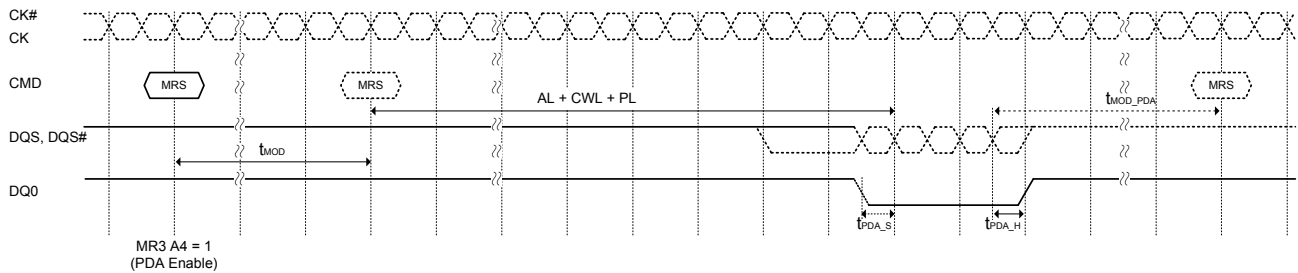 CK#
CK
CMD
MRS
MRS
MRS
AL + CWL + PL
tMOD_PDA
DQS, DQS#
tMOD
DQ0
tPDA_S
tPDA_H
MR3 A4 = 1
(PDA Enable)